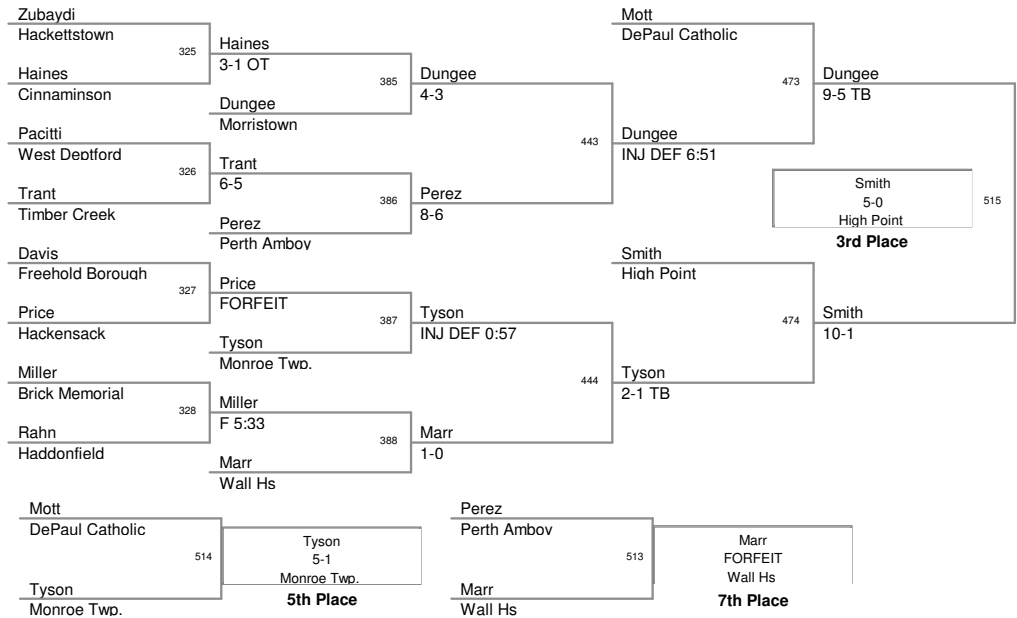 Zubaydi
Hackettstown
325
Haines
Cinnaminson
Haines
3-1 OT
385
Dungee
Morristown
Dungee
4-3
Pacitti
West Deptford
326
Trant
Timber Creek
Trant
6-5
386
Perez
Perth Amboy
Perez
8-6
443
Dungee
INJ DEF 6:51
Mott
DePaul Catholic
473
Dungee
9-5 TB
Davis
Freehold Borough
327
Price
Hackensack
Price
FORFEIT
387
Tyson
Monroe Twp.
Tyson
INJ DEF 0:57
Miller
Brick Memorial
328
Rahn
Haddonfield
Miller
F 5:33
388
Marr
Wall Hs
Marr
1-0
444
Tyson
2-1 TB
Smith
High Point
474
Smith
10-1
515
Smith
5-0
High Point
3rd Place
Mott
DePaul Catholic
514
Tyson
Monroe Twp.
Tyson
5-1
Monroe Twp.
5th Place
Perez
Perth Amboy
513
Marr
Wall Hs
Marr
FORFEIT
Wall Hs
7th Place